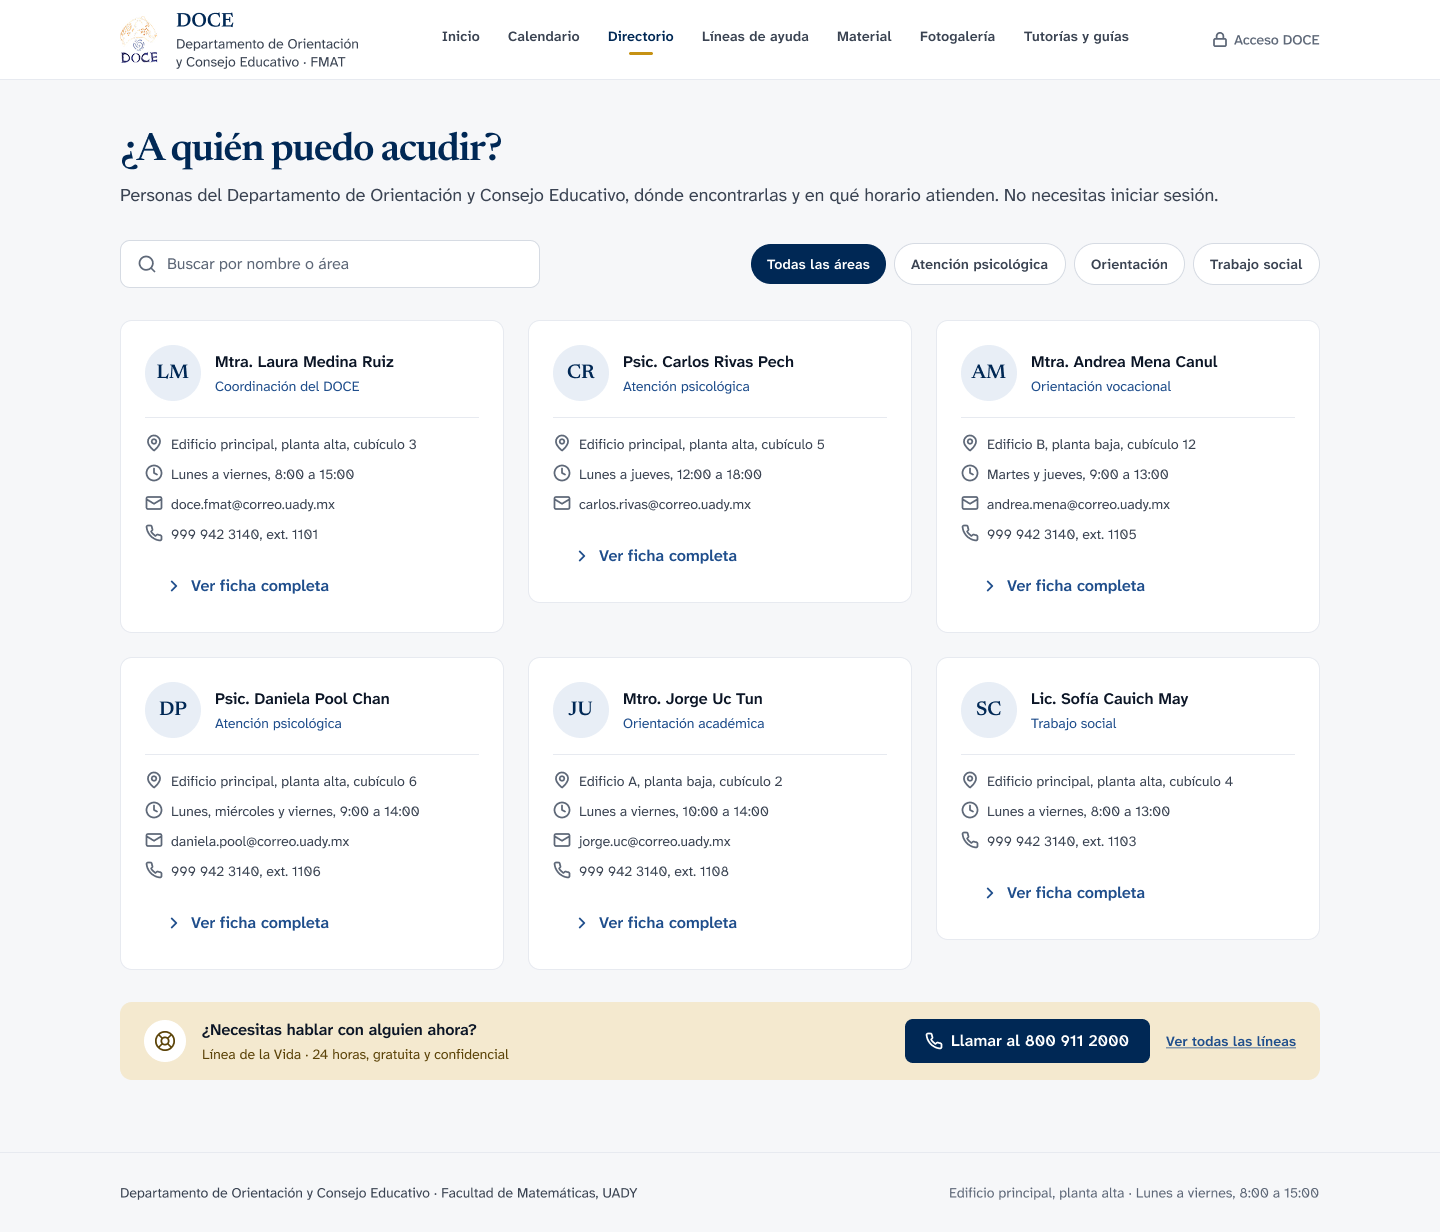 DOCE
DOCE
Departamento de Orientación
y Consejo Educativo · FMAT
Inicio
Calendario
Directorio
Líneas de ayuda
Material
Fotogalería
Tutorías y guías
Acceso DOCE
¿A quién puedo acudir?
Personas del Departamento de Orientación y Consejo Educativo, dónde encontrarlas y en qué horario atienden. No necesitas iniciar sesión.
Buscar por nombre o área
Todas las áreas
Atención psicológica
Orientación
Trabajo social
LM
Mtra. Laura Medina Ruiz
Coordinación del DOCE
Edificio principal, planta alta, cubículo 3
Lunes a viernes, 8:00 a 15:00
doce.fmat@correo.uady.mx
999 942 3140, ext. 1101
Ver ficha completa
CR
Psic. Carlos Rivas Pech
Atención psicológica
Edificio principal, planta alta, cubículo 5
Lunes a jueves, 12:00 a 18:00
carlos.rivas@correo.uady.mx
Ver ficha completa
AM
Mtra. Andrea Mena Canul
Orientación vocacional
Edificio B, planta baja, cubículo 12
Martes y jueves, 9:00 a 13:00
andrea.mena@correo.uady.mx
999 942 3140, ext. 1105
Ver ficha completa
DP
Psic. Daniela Pool Chan
Atención psicológica
Edificio principal, planta alta, cubículo 6
Lunes, miércoles y viernes, 9:00 a 14:00
daniela.pool@correo.uady.mx
999 942 3140, ext. 1106
Ver ficha completa
JU
Mtro. Jorge Uc Tun
Orientación académica
Edificio A, planta baja, cubículo 2
Lunes a viernes, 10:00 a 14:00
jorge.uc@correo.uady.mx
999 942 3140, ext. 1108
Ver ficha completa
SC
Lic. Sofía Cauich May
Trabajo social
Edificio principal, planta alta, cubículo 4
Lunes a viernes, 8:00 a 13:00
999 942 3140, ext. 1103
Ver ficha completa
¿Necesitas hablar con alguien ahora?
Línea de la Vida · 24 horas, gratuita y confidencial
Llamar al 800 911 2000
Ver todas las líneas
Departamento de Orientación y Consejo Educativo · Facultad de Matemáticas, UADY
Edificio principal, planta alta · Lunes a viernes, 8:00 a 15:00